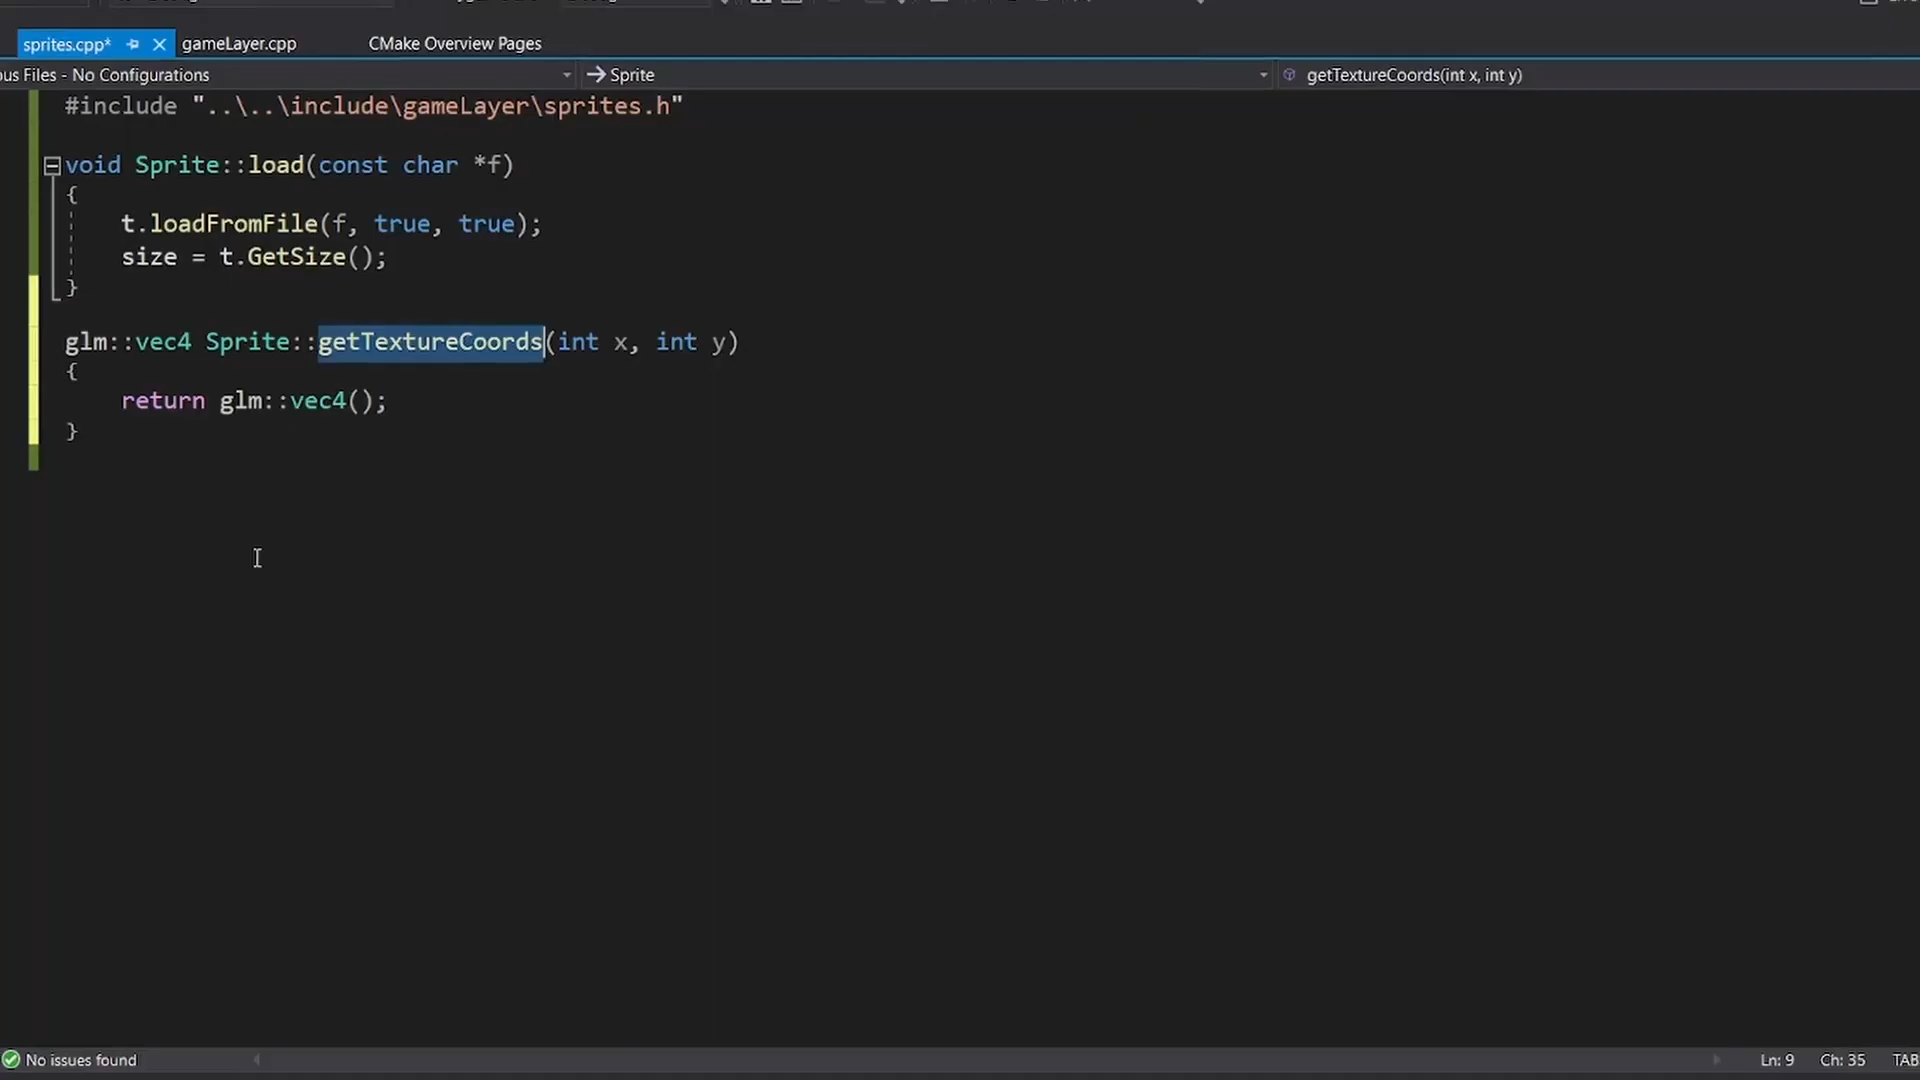 sprites.cpp* gameLayer.cpp CMake Overview Pages
ous Files - No Configurations Sprite getTextureCoords(int x, int y)
#include "..\..\include\gameLayer\sprites.h"
void Sprite::load(const char *f)
{
t.loadFromFile(f, true, true);
size = t.GetSize();
}
glm::vec4 Sprite::getTextureCoords(int x, int y)
{
return glm::vec4();
}
No issues found Ln: 9 Ch: 35 TAB